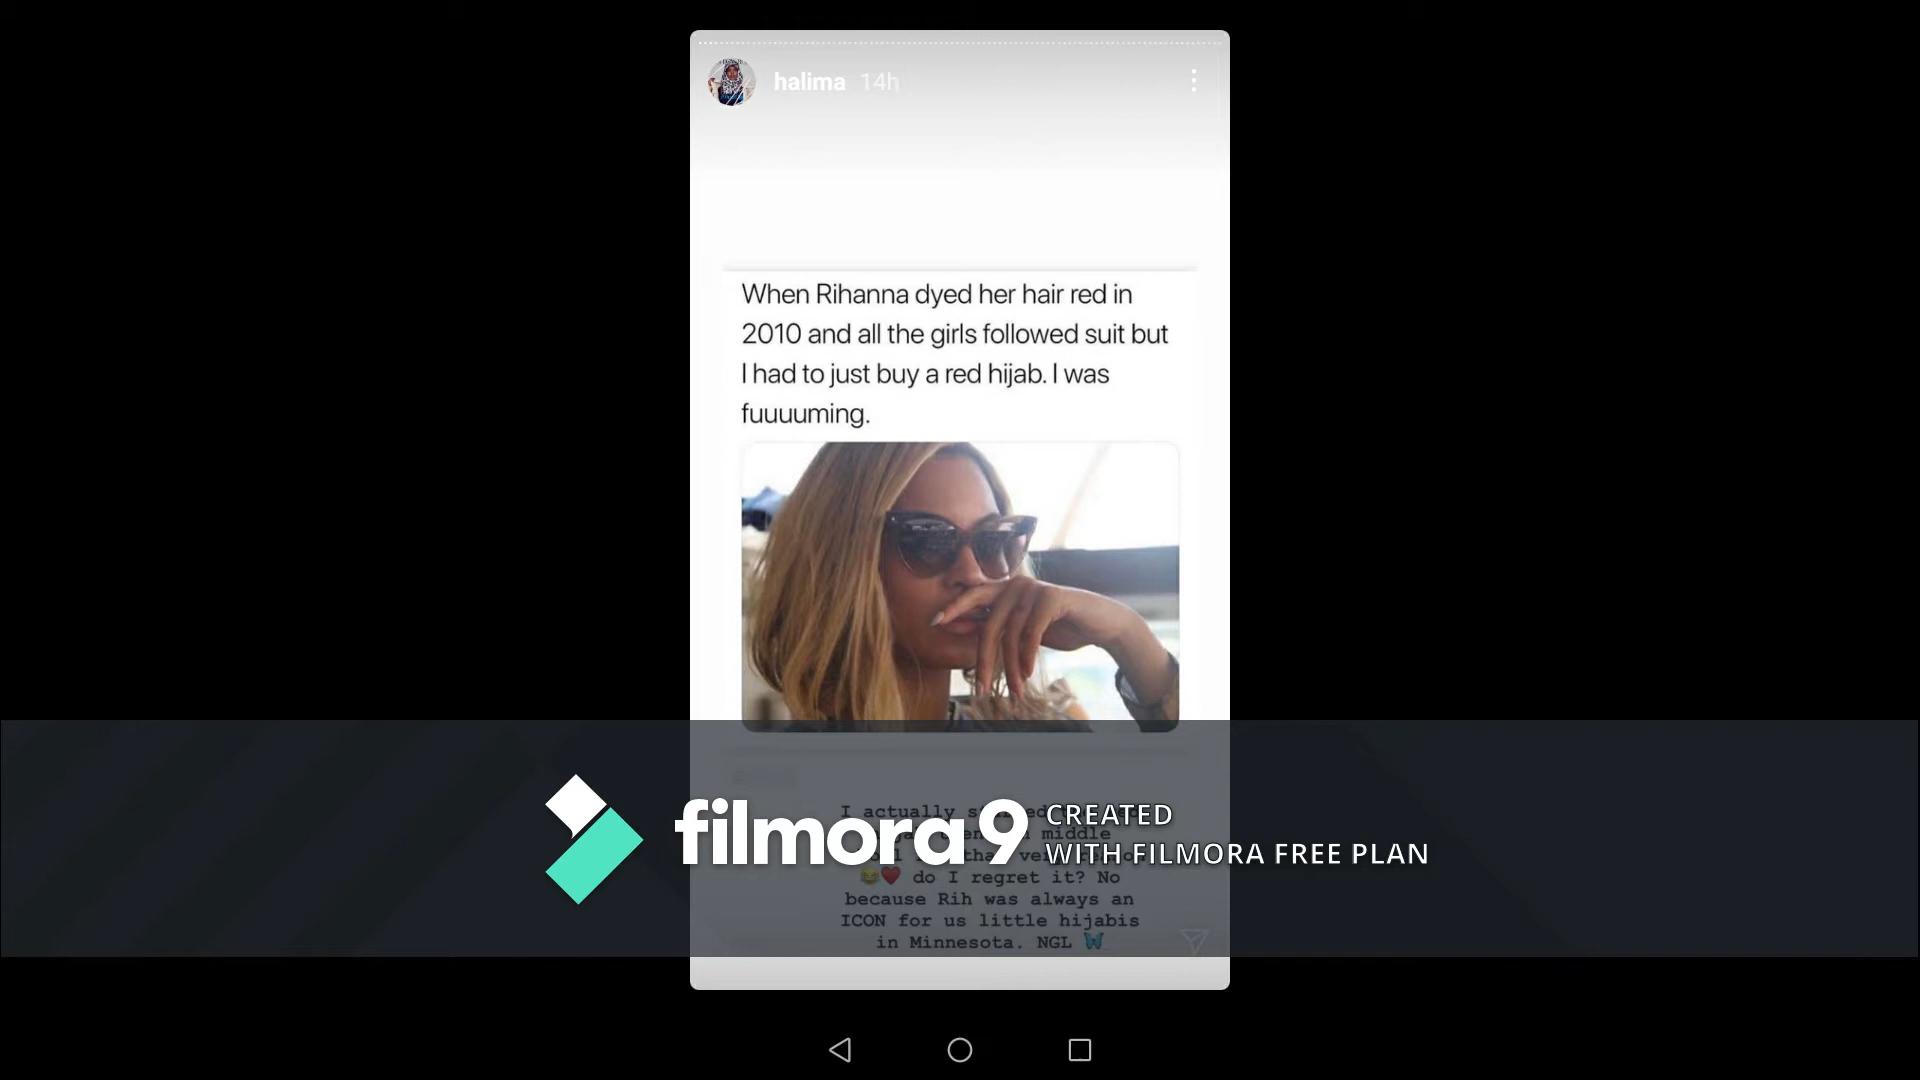 halima 14h
When Rihanna dyed her hair red in
2010 and all the girls followed suit but
I had to just buy a red hijab. I was
fuuuuming.
I actually
middle
do I regret it? No
because Rih was always an
ICON for us little hijabis
in Minnesota. NGL 🦋
filmora9
CREATED
WITH FILMORA FREE PLAN